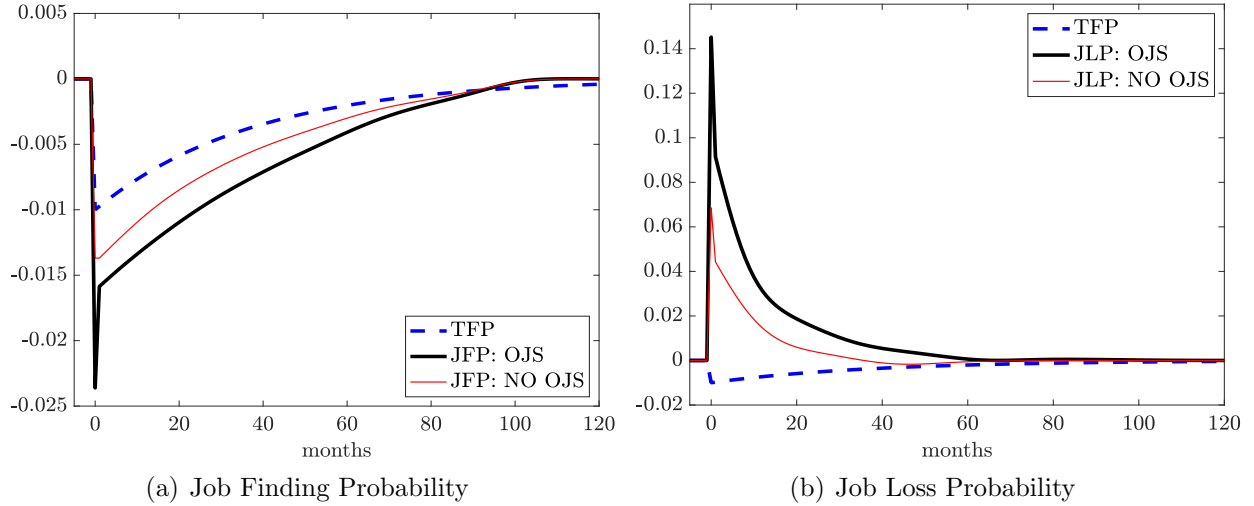 0.005
0
-0.005
-0.01
-0.015
-0.02
-0.025
0 20 40 60 80 100 120
months
TFP
JFP: OJS
JFP: NO OJS
(a) Job Finding Probability
0.14
0.12
0.1
0.08
0.06
0.04
0.02
0
-0.02
0 20 40 60 80 100 120
months
TFP
JLP: OJS
JLP: NO OJS
(b) Job Loss Probability